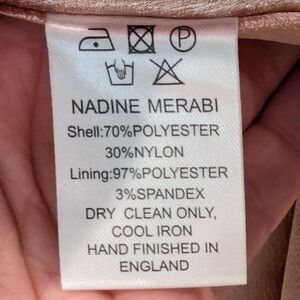 P
NADINE MERABI
Shell:70%POLYESTER
30%NYLON
Lining:97%POLYESTER
3%SPANDEX
DRY CLEAN ONLY,
COOL IRON
HAND FINISHED IN
ENGLAND